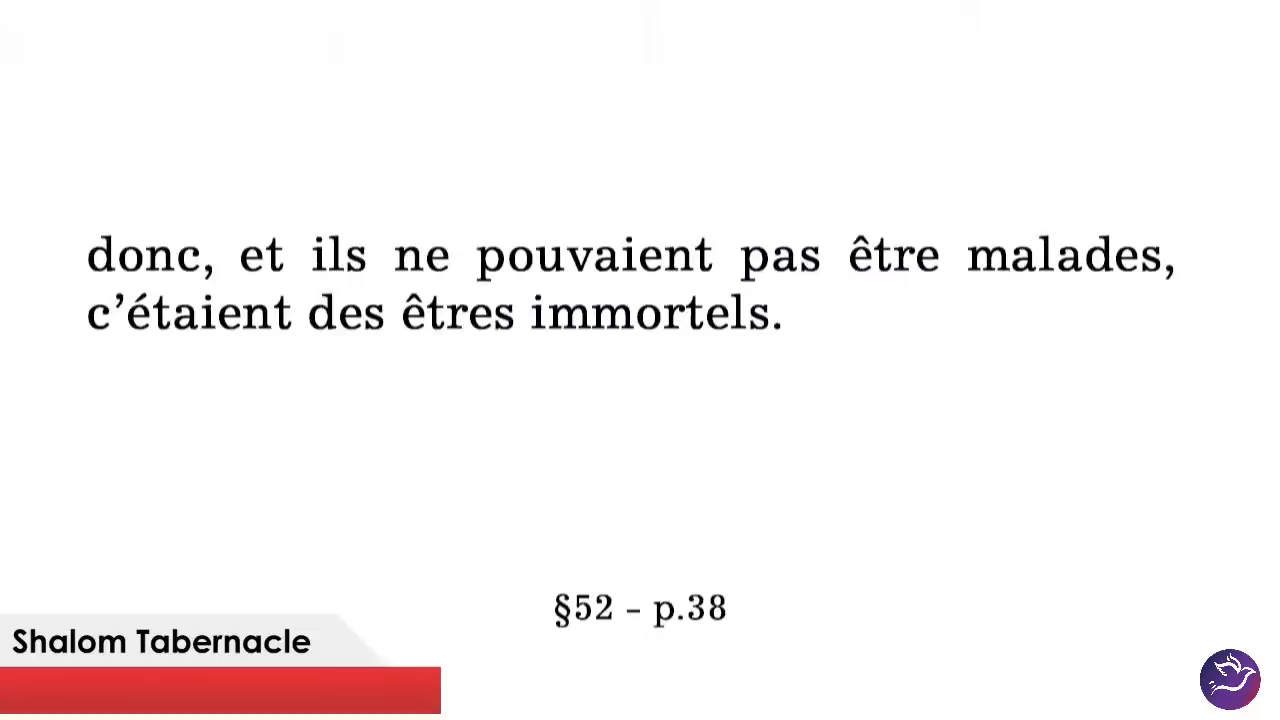 donc, et ils ne pouvaient pas être malades,
c’étaient des êtres immortels.
§52 – p.38
Shalom Tabernacle